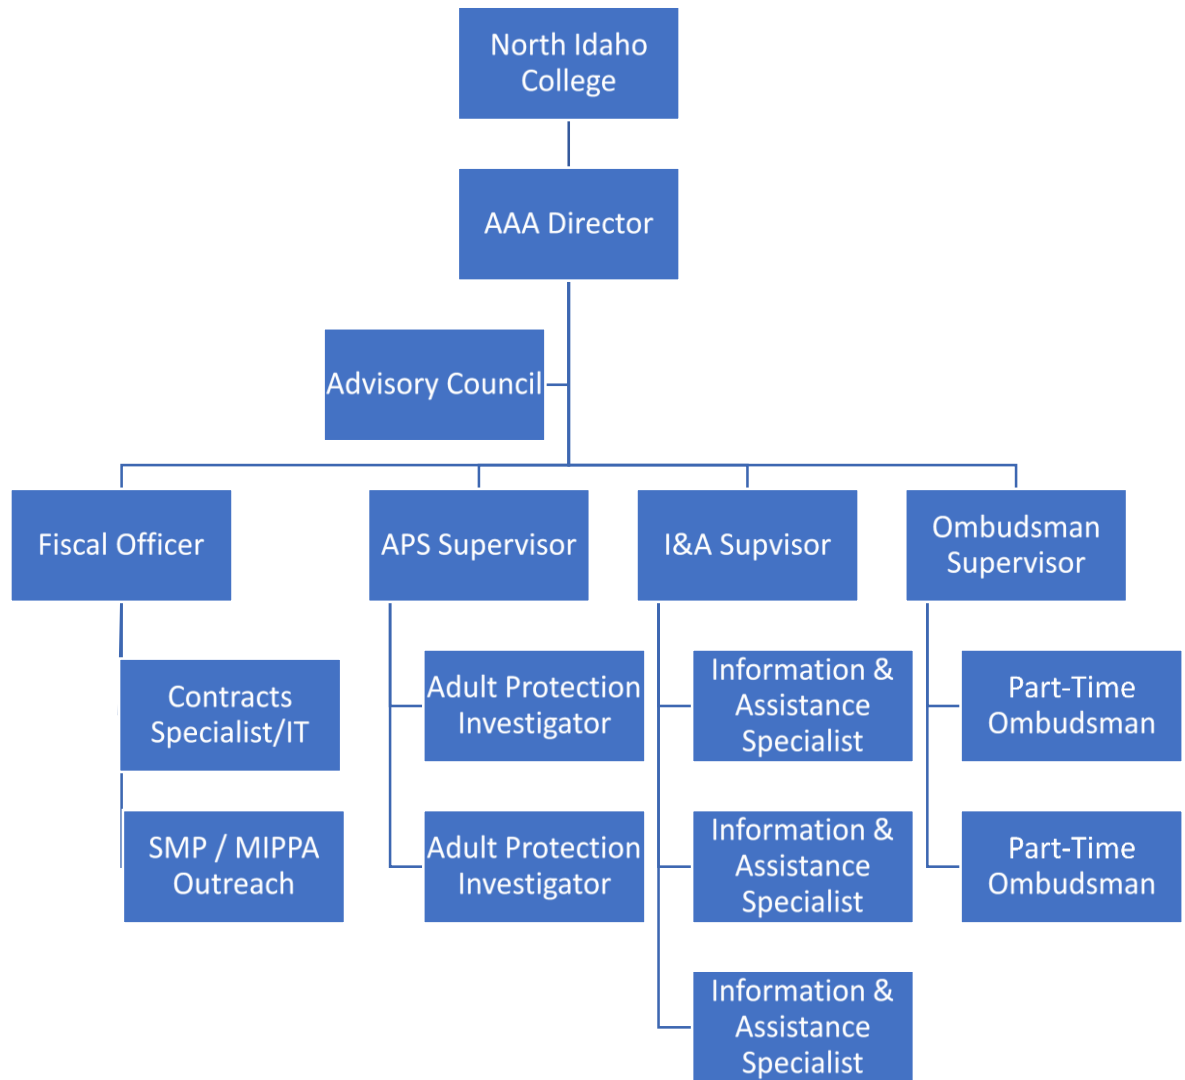 North Idaho
College
AAA Director
Advisory Council
Fiscal Officer
APS Supervisor
I&A Supvisor
Ombudsman
Supervisor
Contracts
Specialist/IT
SMP / MIPPA
Outreach
Adult Protection
Investigator
Adult Protection
Investigator
Information &
Assistance
Specialist
Information &
Assistance
Specialist
Information &
Assistance
Specialist
Part-Time
Ombudsman
Part-Time
Ombudsman